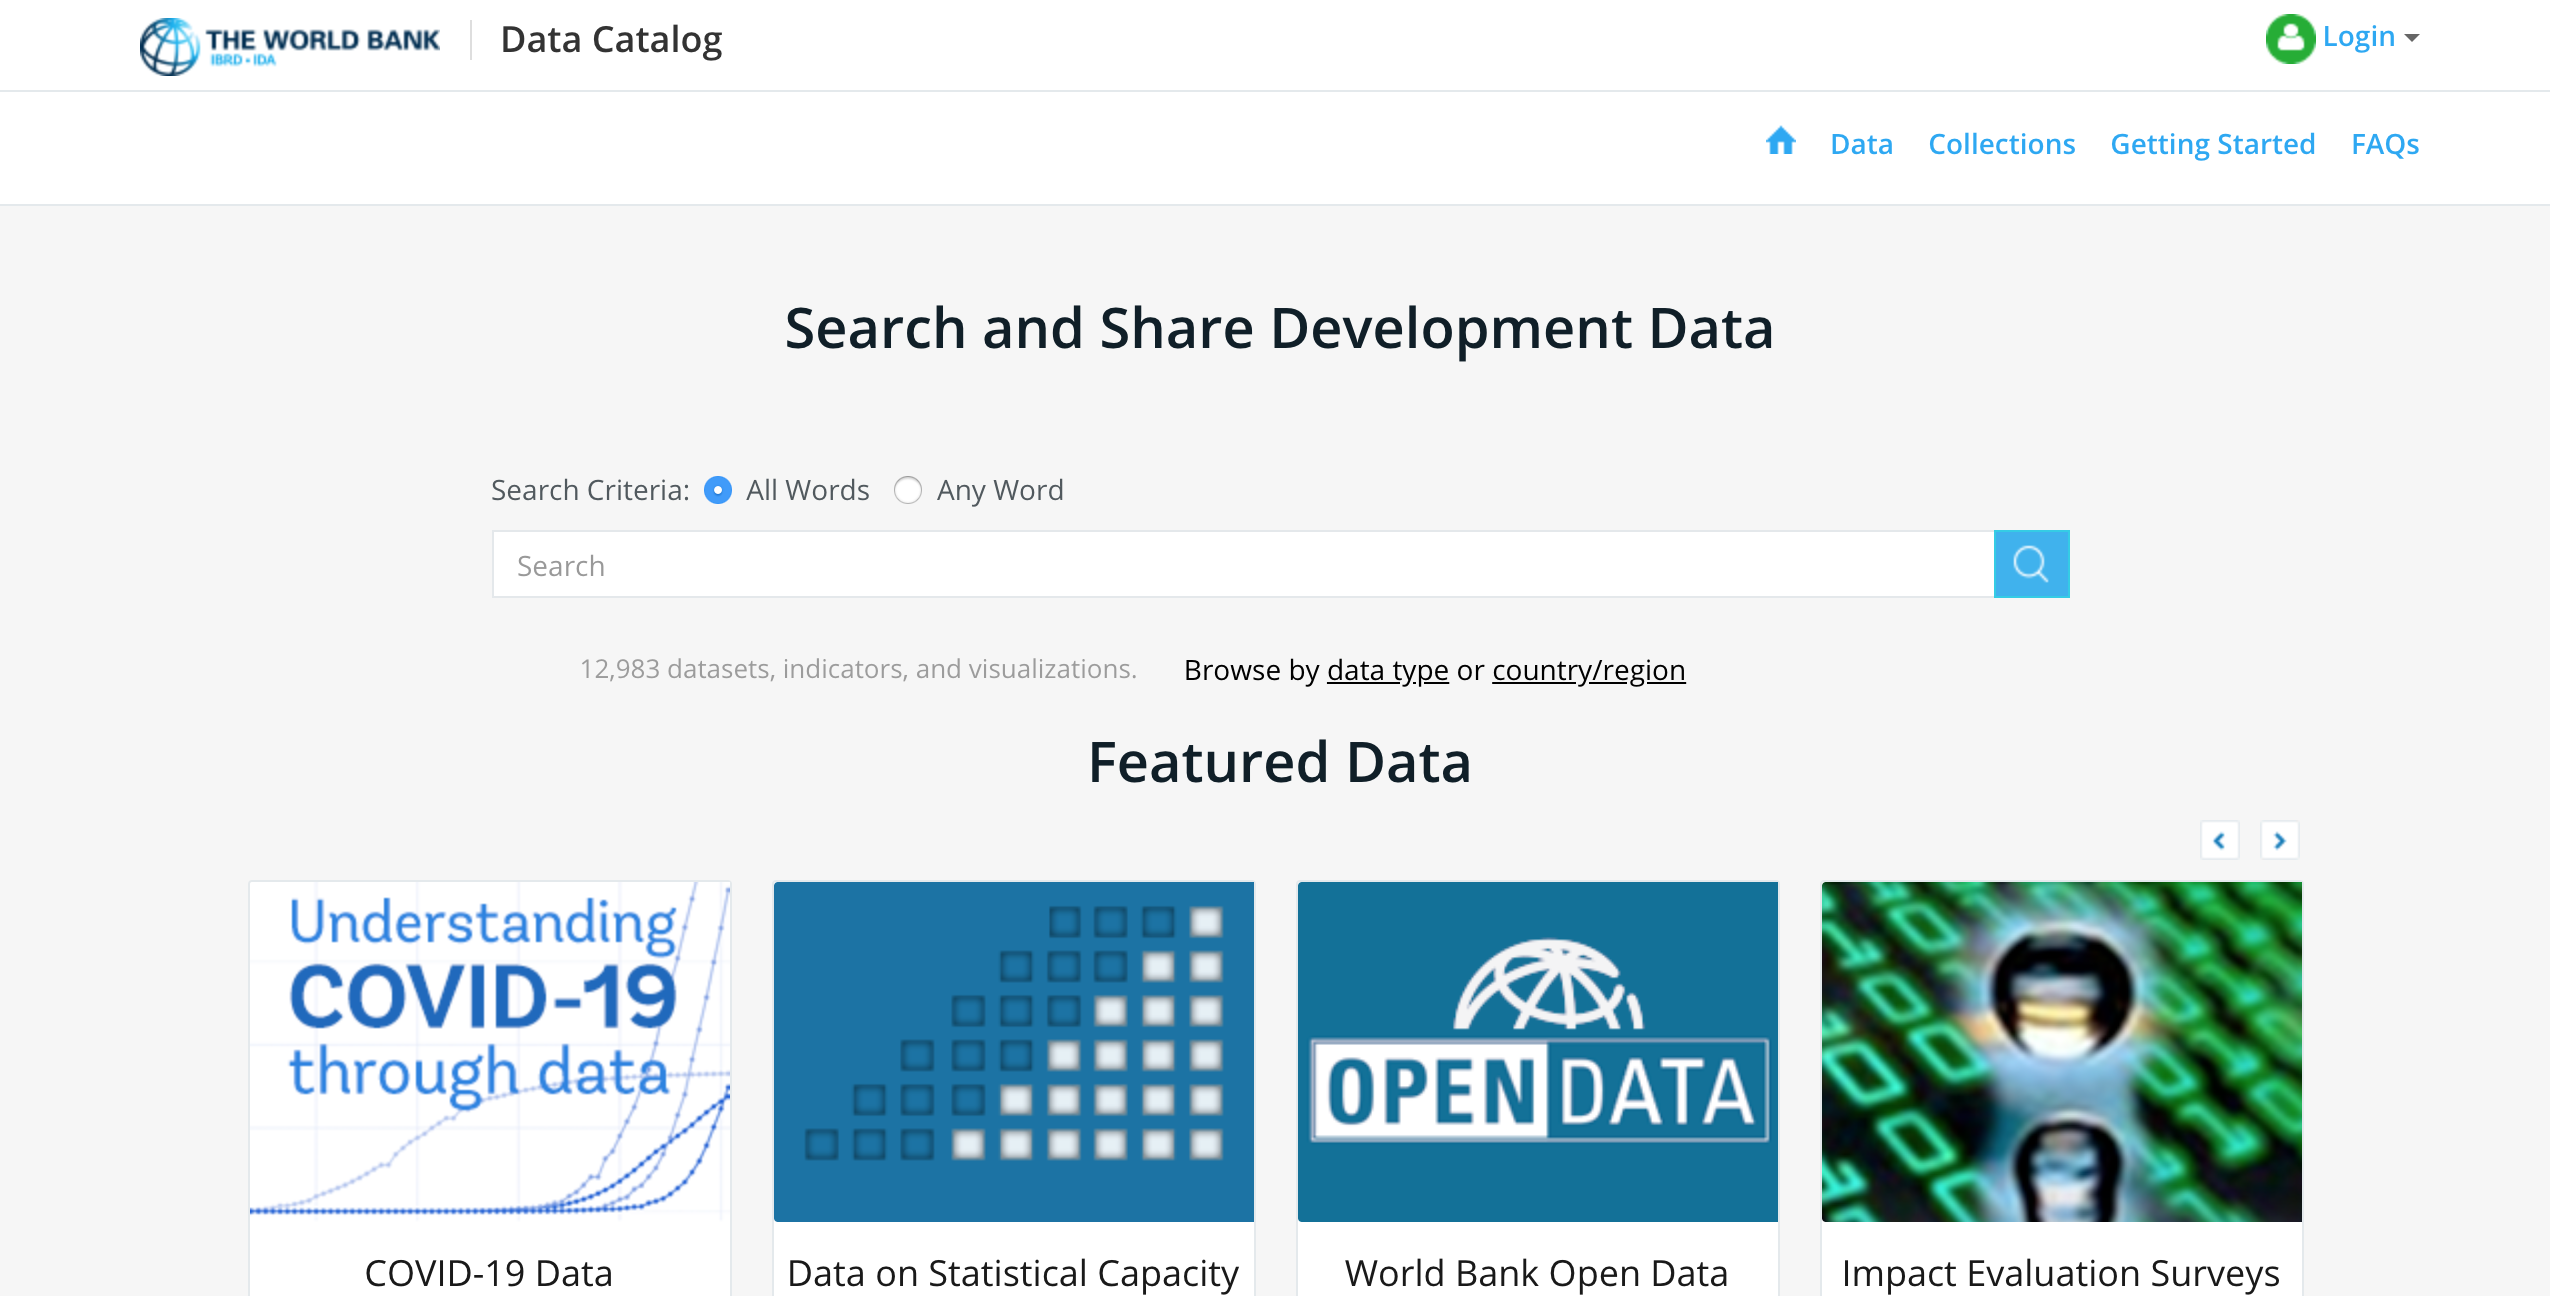 THE WORLD BANK
IBRD • IDA
Data Catalog
Login
Data Collections Getting Started FAQs
Search and Share Development Data
Search Criteria: All Words Any Word
Search
12,983 datasets, indicators, and visualizations. Browse by data type or country/region
Featured Data
Understanding
COVID-19
through data
OPEN DATA
COVID-19 Data
Data on Statistical Capacity
World Bank Open Data
Impact Evaluation Surveys